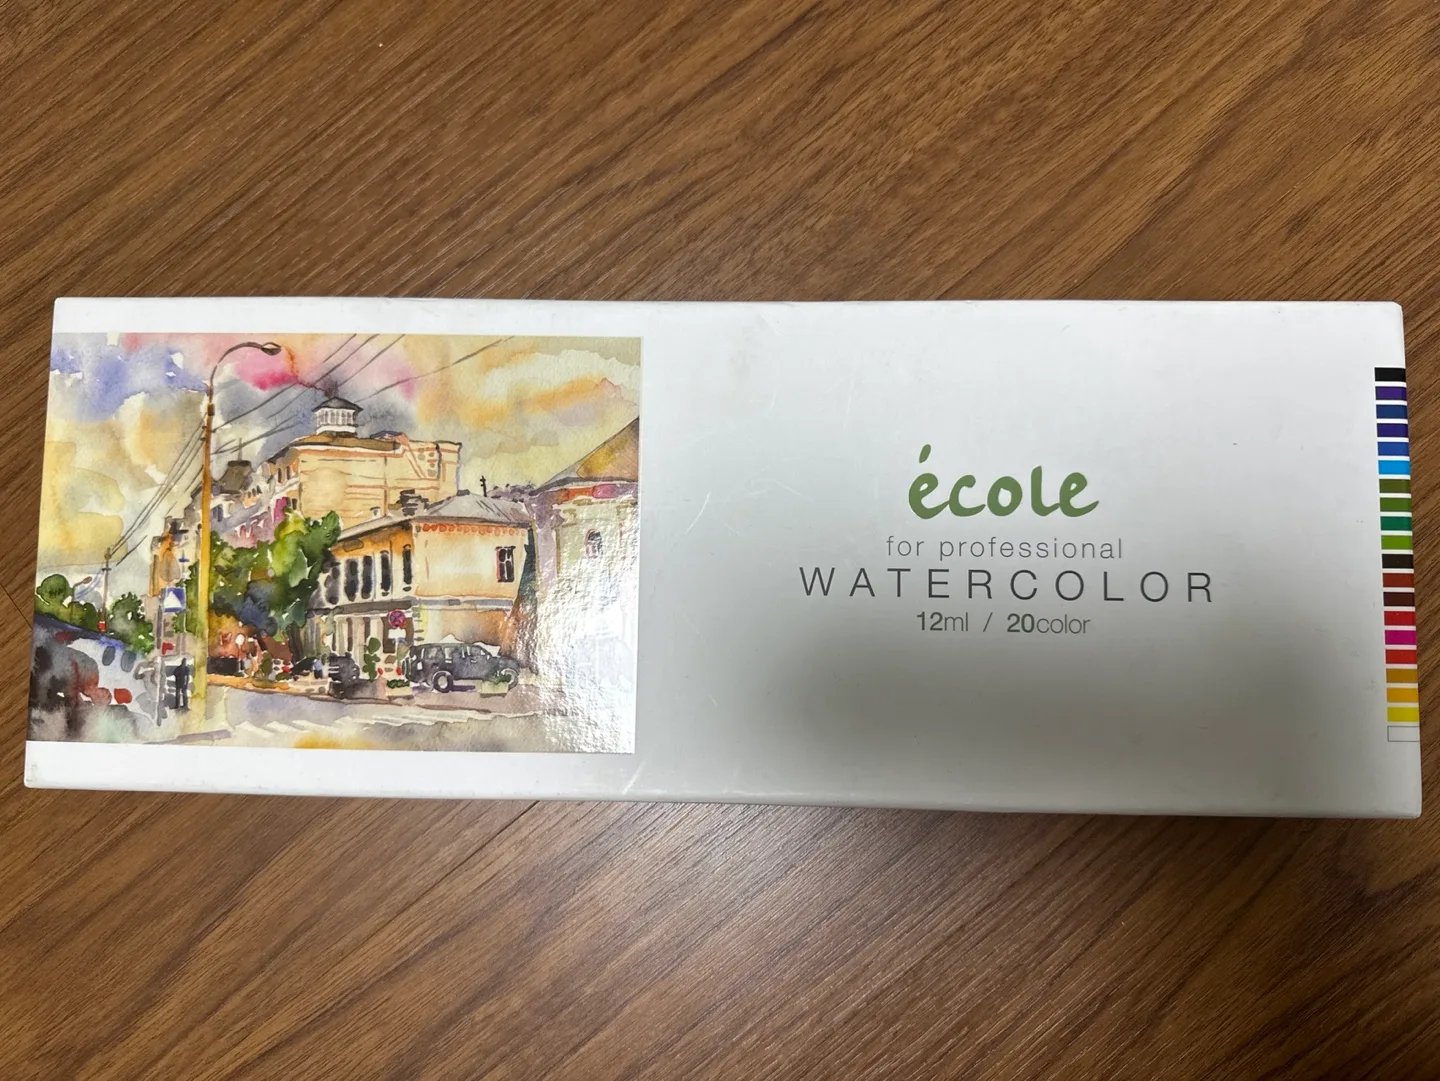 école
for professional
WATERCOLOR
12ml / 20color